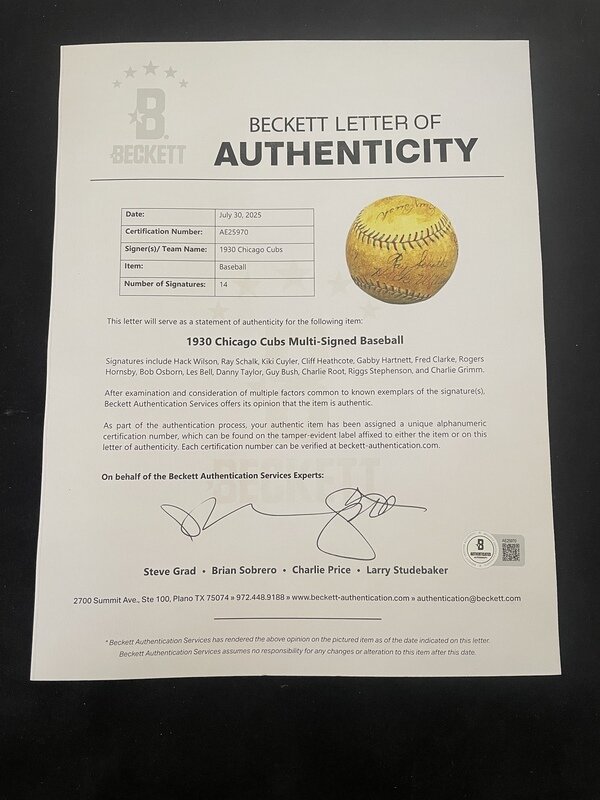 B
BECKETT
BECKETT LETTER OF
AUTHENTICITY
Date: July 30, 2025
Certification Number: AE25970
Signer(s)/ Team Name: 1930 Chicago Cubs
Item: Baseball
Number of Signatures: 14
Ray Schalk
This letter will serve as a statement of authenticity for the following item:
1930 Chicago Cubs Multi-Signed Baseball
Signatures include Hack Wilson, Ray Schalk, Kiki Cuyler, Cliff Heathcote, Gabby Hartnett, Fred Clarke, Rogers
Hornsby, Bob Osborn, Les Bell, Danny Taylor, Guy Bush, Charlie Root, Riggs Stephenson, and Charlie Grimm.
After examination and consideration of multiple factors common to known exemplars of the signature(s),
Beckett Authentication Services offers its opinion that the item is authentic.
As part of the authentication process, your authentic item has been assigned a unique alphanumeric
certification number, which can be found on the tamper-evident label affixed to either the item or on this
letter of authenticity. Each certification number can be verified at beckett-authentication.com.
BECKETT
On behalf of the Beckett Authentication Services Experts:
B
AE25970
Steve Grad • Brian Sobrero • Charlie Price • Larry Studebaker
2700 Summit Ave., Ste 100, Plano TX 75074 » 972.448.9188 » www.beckett-authentication.com » authentication@beckett.com
* Beckett Authentication Services has rendered the above opinion on the pictured item as of the date indicated on this letter.
Beckett Authentication Services assumes no responsibility for any changes or alteration to this item after this date.